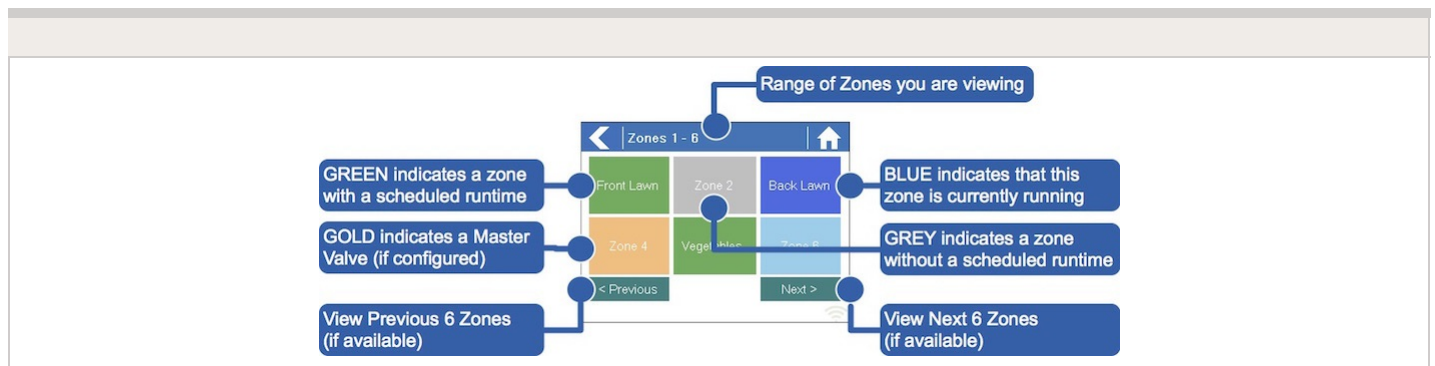 Range of Zones you are viewing
Zones 1 - 6
GREEN indicates a zone
with a scheduled runtime
Front Lawn
Zone 2
Back Lawn
BLUE indicates that this
zone is currently running
GOLD indicates a Master
Valve (if configured)
Zone 4
Vegetables
Zone 6
GREY indicates a zone
without a scheduled runtime
< Previous
Next >
View Previous 6 Zones
(if available)
View Next 6 Zones
(if available)